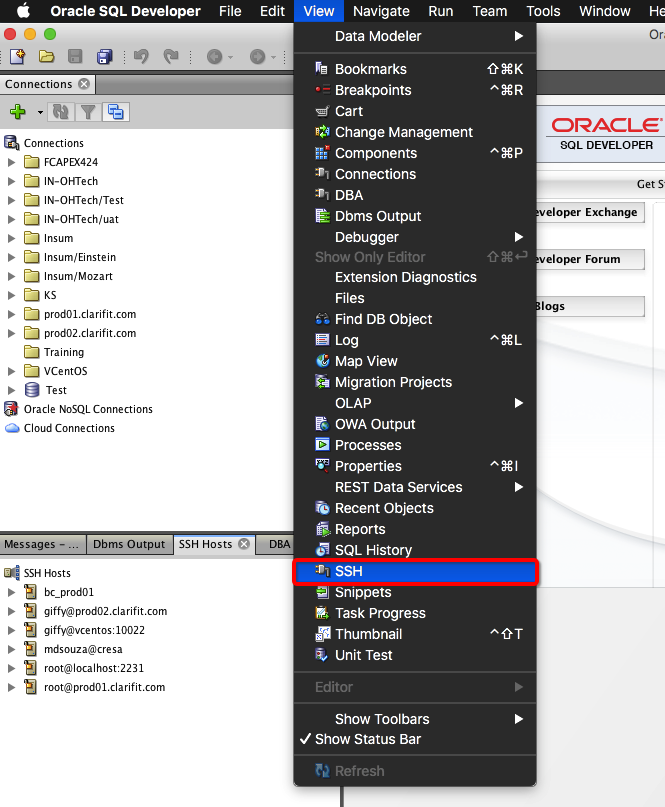 Oracle SQL Developer File Edit View Navigate Run Team Tools Window He
Ora
Connections
Connections
FCAPEX424
IN-OHTech
IN-OHTech/Test
IN-OHTech/uat
Insum
Insum/Einstein
Insum/Mozart
KS
prod01.clarifit.com
prod02.clarifit.com
Training
VCentOS
Test
Oracle NoSQL Connections
Cloud Connections
Messages - ... Dbms Output SSH Hosts DBA
SSH Hosts
bc_prod01
giffy@prod02.clarifit.com
giffy@vcentos:10022
mdsouza@cresa
root@localhost:2231
root@prod01.clarifit.com
Data Modeler
Bookmarks ⇧⌘K
Breakpoints ^⌘R
Cart
Change Management
Components ^⌘P
Connections
DBA
Dbms Output
Debugger
Show Only Editor ⇧⌘↩
Extension Diagnostics
Files
Find DB Object
Log ^⌘L
Map View
Migration Projects
OLAP
OWA Output
Processes
Properties ^⌘I
REST Data Services
Recent Objects
Reports
SQL History
SSH
Snippets
Task Progress
Thumbnail ^⇧T
Unit Test
Editor
Show Toolbars
✓ Show Status Bar
Refresh
ORACLE
SQL DEVELOPER
Get St
eveloper Exchange
eveloper Forum
Blogs